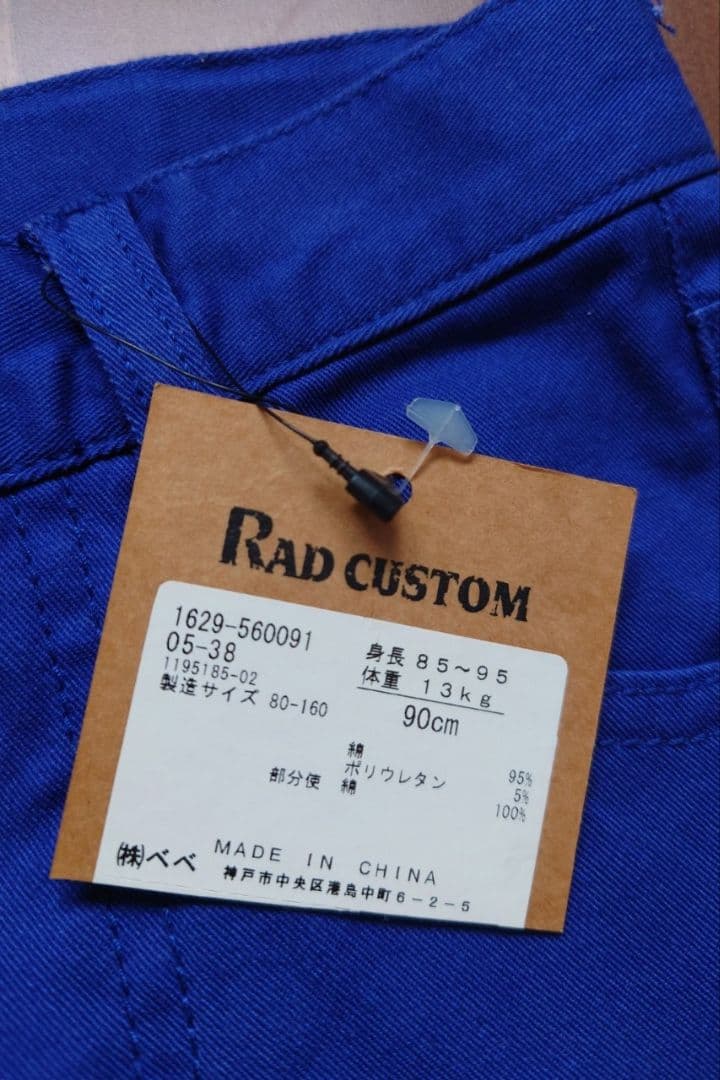 RAD CUSTOM
1629-560091
05-38
1195185-02
製造サイズ 80-160
身長 85～95
体重 13kg
90cm
綿 95%
ポリウレタン 5%
部分使 綿 100%
MADE IN CHINA
㈱べべ 神戸市中央区港島中町6-2-5